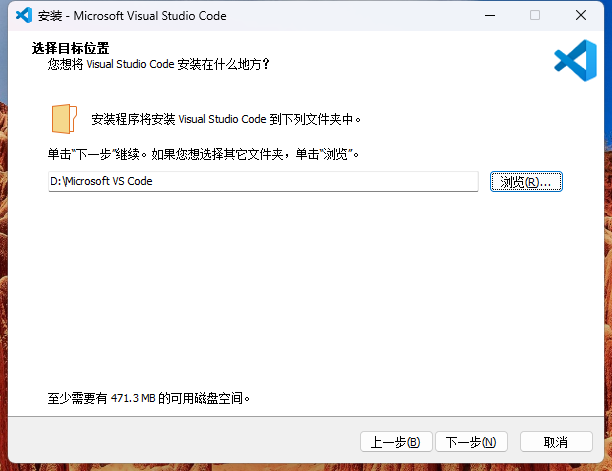 安装 - Microsoft Visual Studio Code
选择目标位置
您想将 Visual Studio Code 安装在什么地方？
安装程序将安装 Visual Studio Code 到下列文件夹中。
单击“下一步”继续。如果您想选择其它文件夹，单击“浏览”。
D:\Microsoft VS Code
浏览(R)...
至少需要有 471.3 MB 的可用磁盘空间。
上一步(B)
下一步(N)
取消